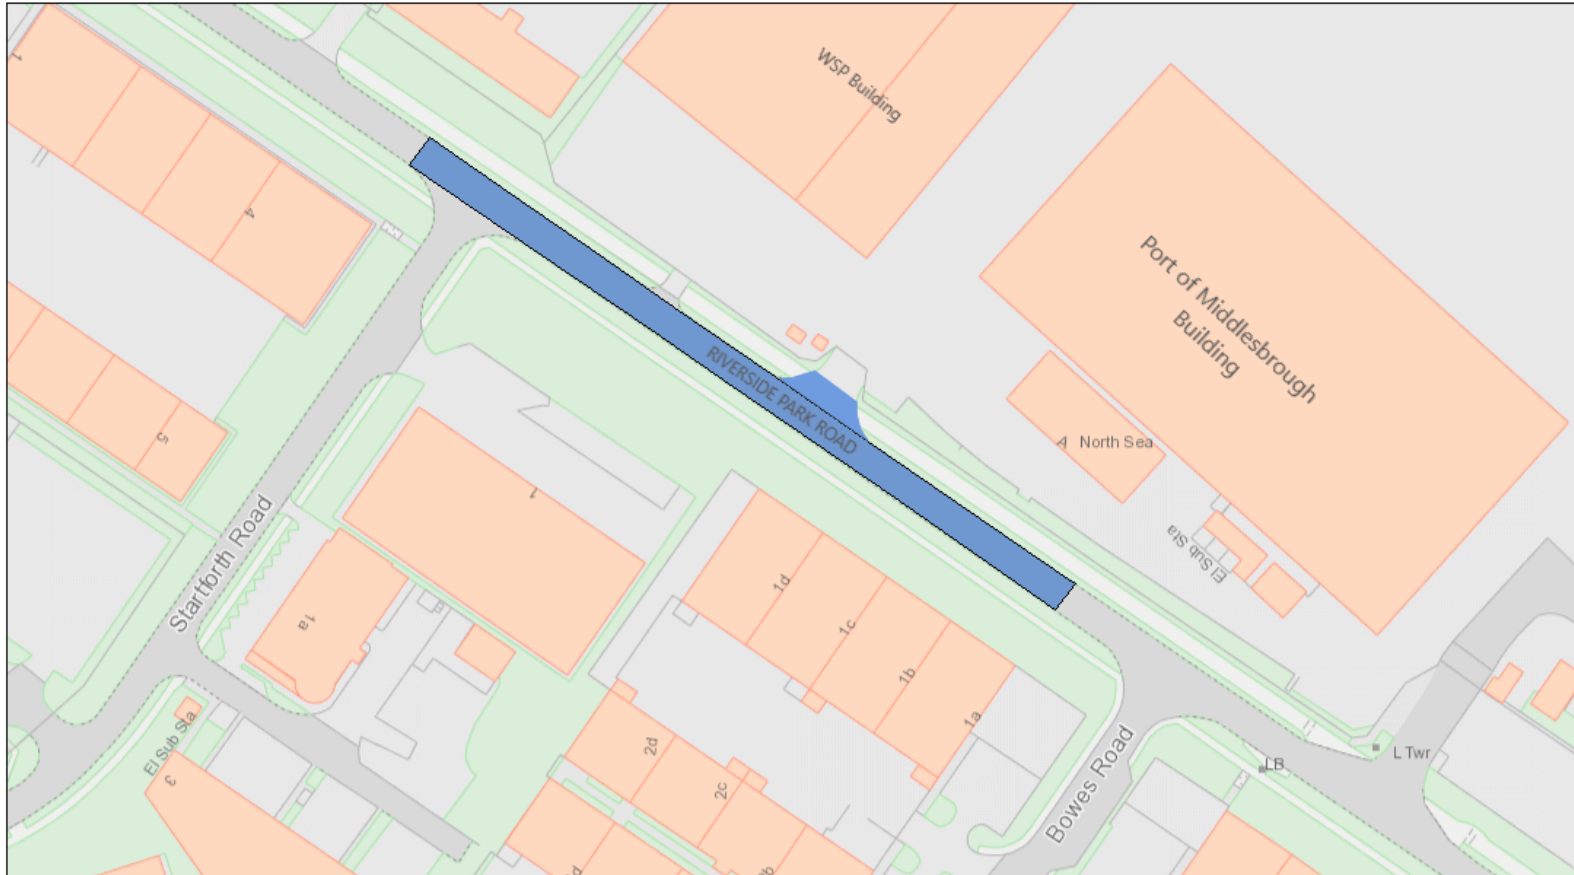 WSP Building
1
4
Port of Middlesbrough
Building
RIVERSIDE PARK ROAD
A North Sea
5
1
Startforth Road
El Sub Sta
1d
1a
1c
1b
1a
2d
El Sub Sta
3
2c
Bowes Road
L Twr
LB